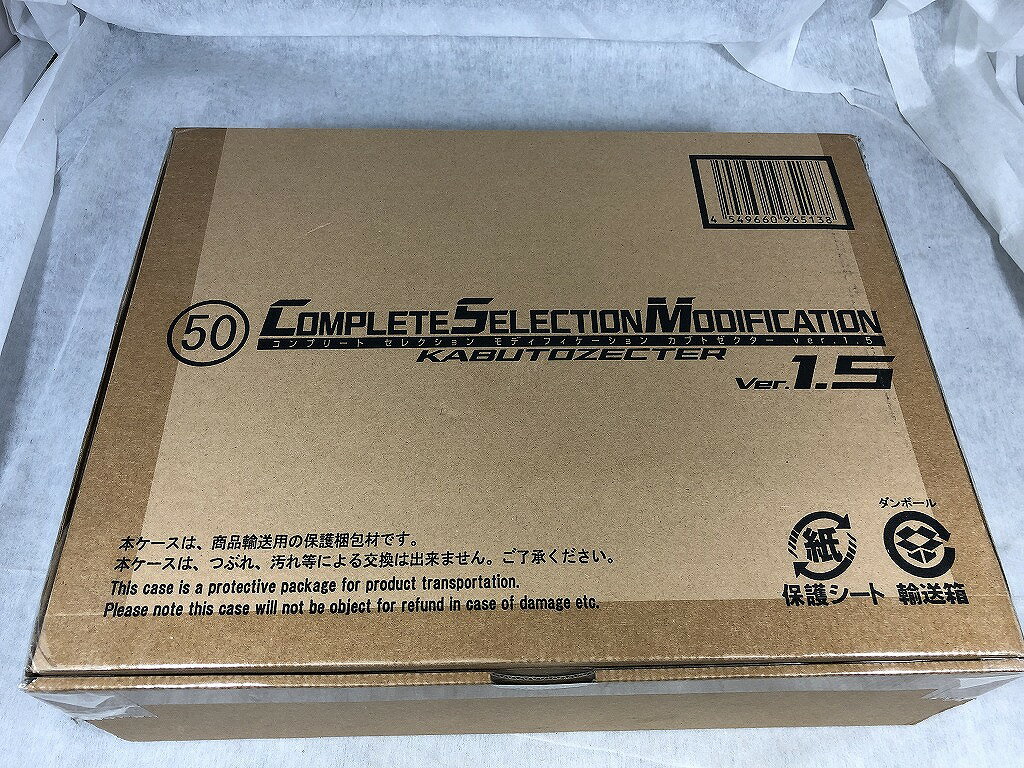 4 549660 965138
50
COMPLETE SELECTION MODIFICATION
コンプリート セレクション モディフィケーション カブトゼクター ver.1.5
KABUTOZECTER
Ver.1.5
本ケースは、商品輸送用の保護梱包材です。
本ケースは、つぶれ、汚れ等による交換は出来ません。ご了承ください。
This case is a protective package for product transportation.
Please note this case will not be object for refund in case of damage etc.
紙
保護シート
ダンボール
輸送箱